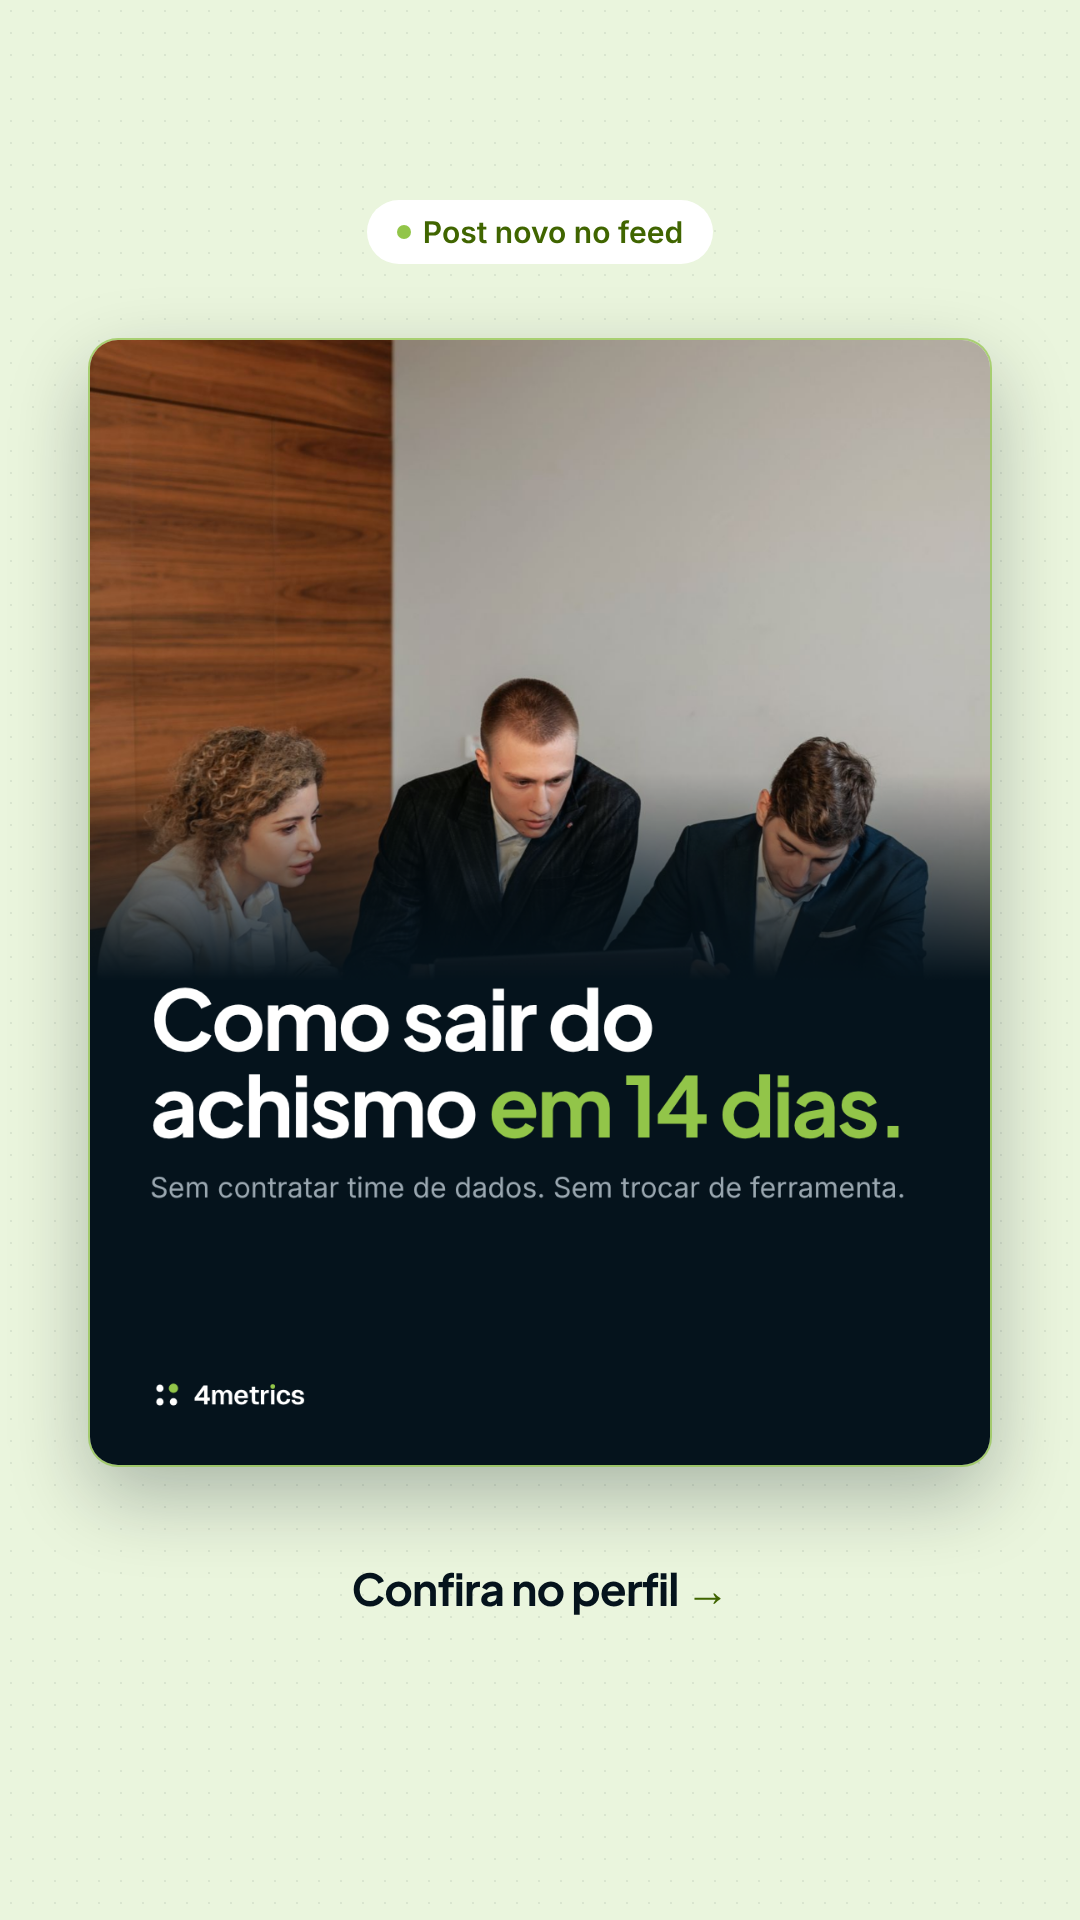 Post novo no feed
Como sair do
achismo em 14 dias.
Sem contratar time de dados. Sem trocar de ferramenta.
4metrics
Confira no perfil →